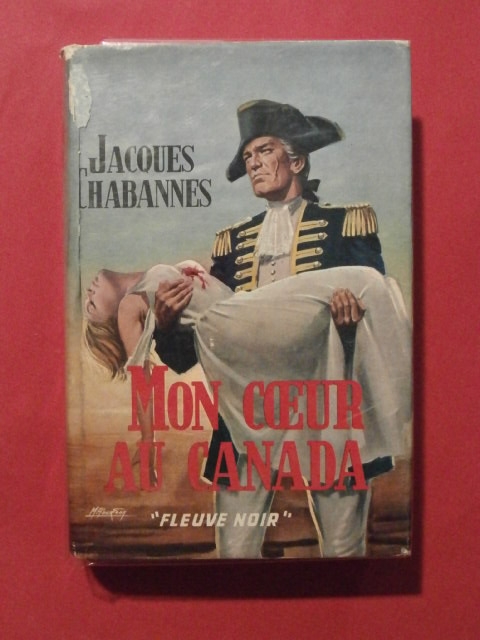 JACQUES
CHABANNES
MON CŒUR
AU CANADA
"FLEUVE NOIR"